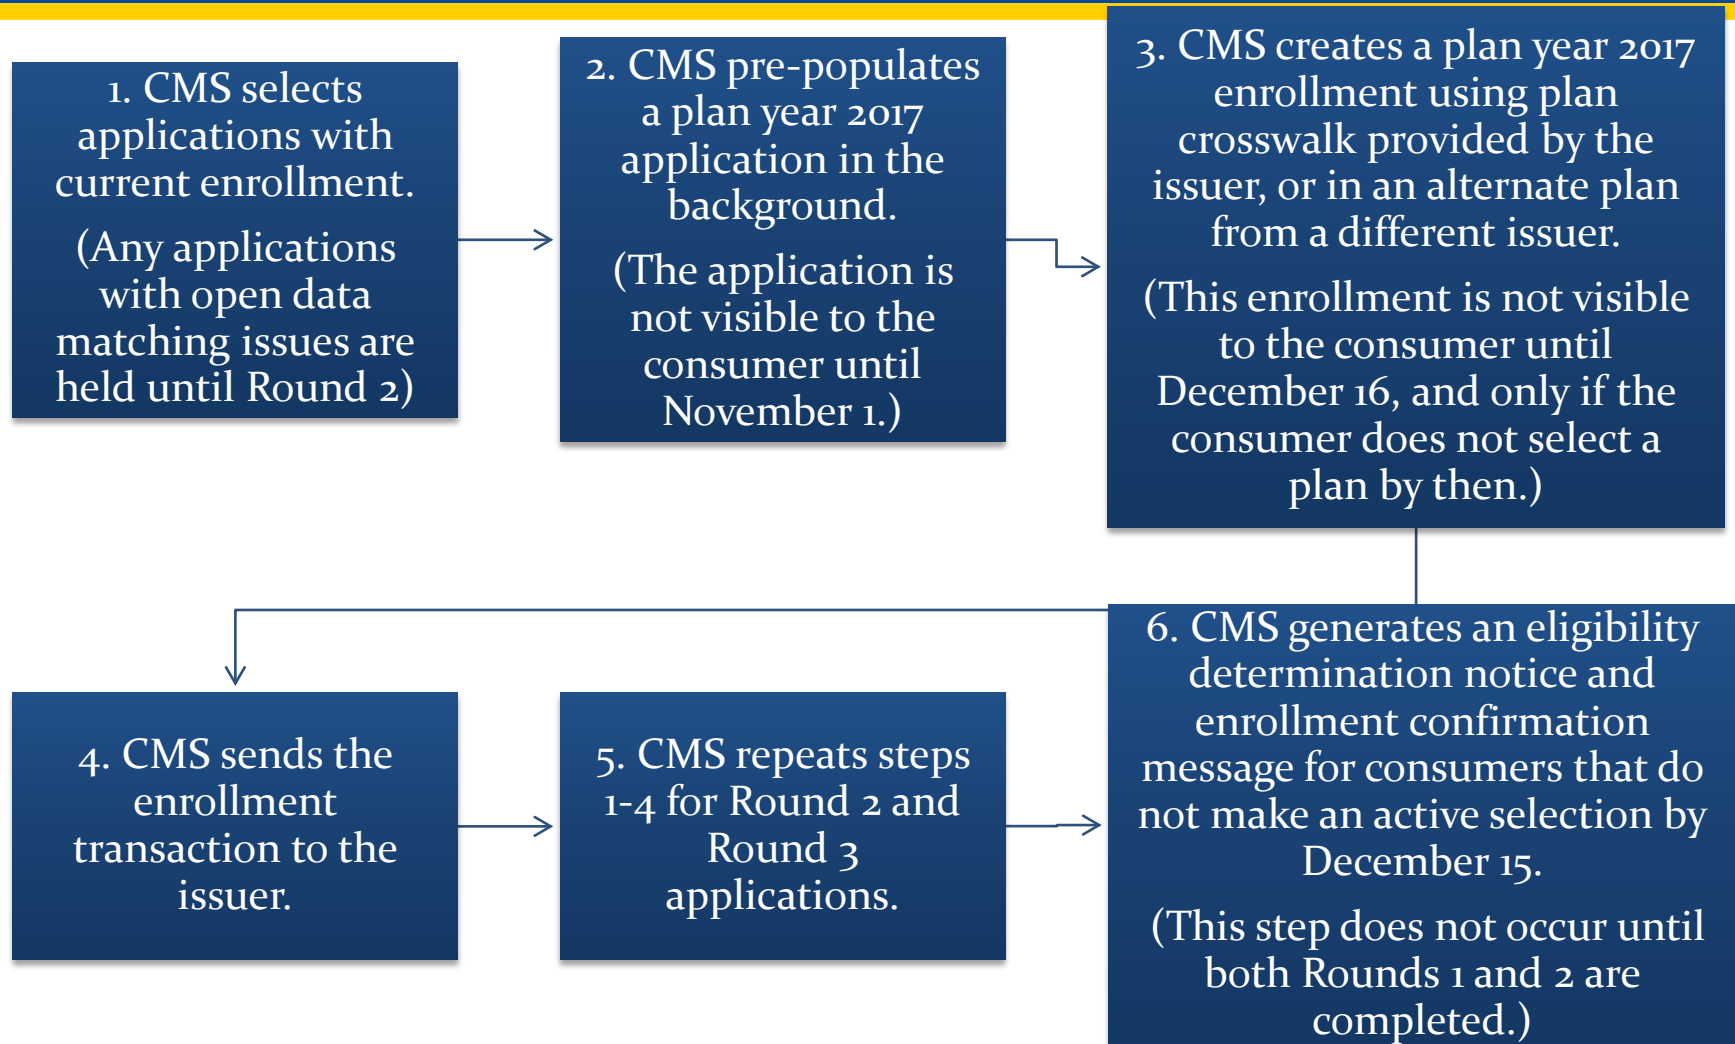 1. CMS selects
applications with
current enrollment.
(Any applications
with open data
matching issues are
held until Round 2)
2. CMS pre-populates
a plan year 2017
application in the
background.
(The application is
not visible to the
consumer until
November 1.)
3. CMS creates a plan year 2017
enrollment using plan
crosswalk provided by the
issuer, or in an alternate plan
from a different issuer.
(This enrollment is not visible
to the consumer until
December 16, and only if the
consumer does not select a
plan by then.)
4. CMS sends the
enrollment
transaction to the
issuer.
5. CMS repeats steps
1-4 for Round 2 and
Round 3
applications.
6. CMS generates an eligibility
determination notice and
enrollment confirmation
message for consumers that do
not make an active selection by
December 15.
(This step does not occur until
both Rounds 1 and 2 are
completed.)